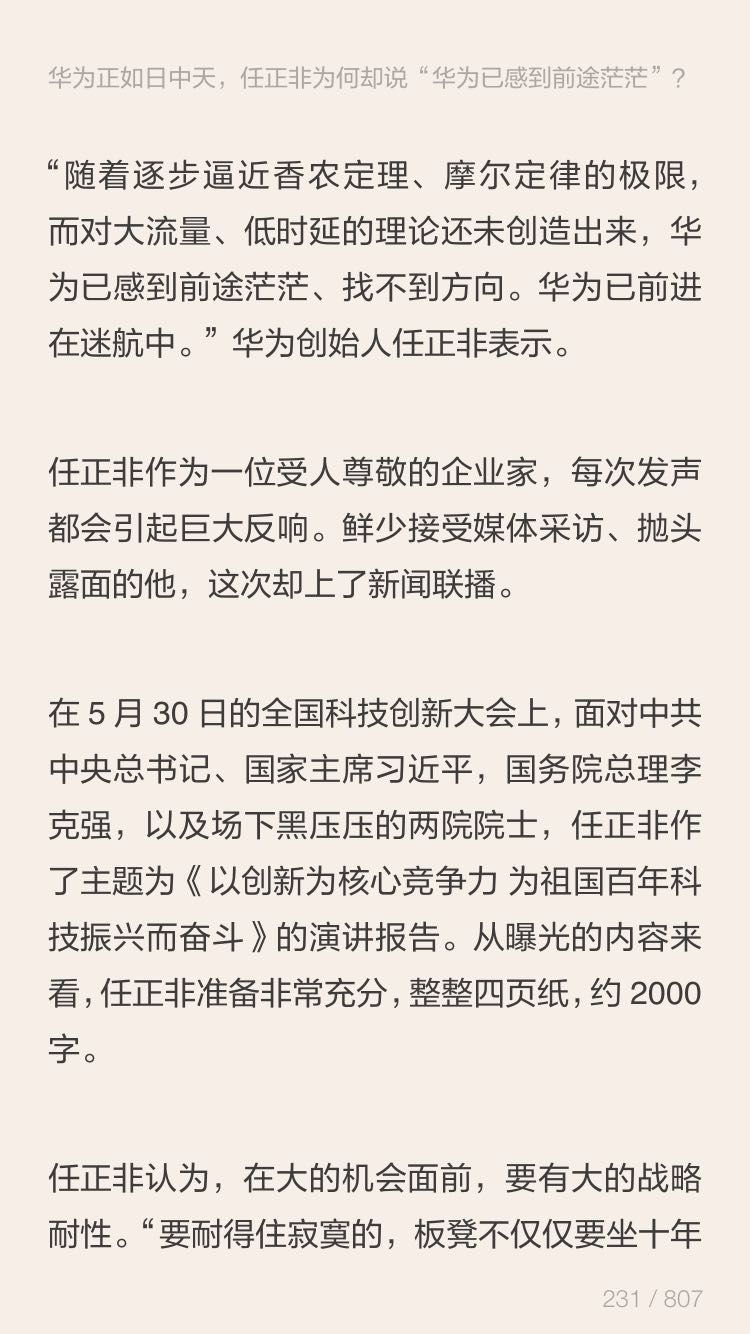 华为正如日中天，任正非为何却说“华为已感到前途茫茫”？
“随着逐步逼近香农定理、摩尔定律的极限，
而对大流量、低时延的理论还未创造出来，华
为已感到前途茫茫、找不到方向。华为已前进
在迷航中。”华为创始人任正非表示。
任正非作为一位受人尊敬的企业家，每次发声
都会引起巨大反响。鲜少接受媒体采访、抛头
露面的他，这次却上了新闻联播。
在 5 月 30 日的全国科技创新大会上，面对中共
中央总书记、国家主席习近平，国务院总理李
克强，以及场下黑压压的两院院士，任正非作
了主题为《以创新为核心竞争力 为祖国百年科
技振兴而奋斗》的演讲报告。从曝光的内容来
看，任正非准备非常充分，整整四页纸，约 2000
字。
任正非认为，在大的机会面前，要有大的战略
耐性。“要耐得住寂寞的，板凳不仅仅要坐十年
231 / 807